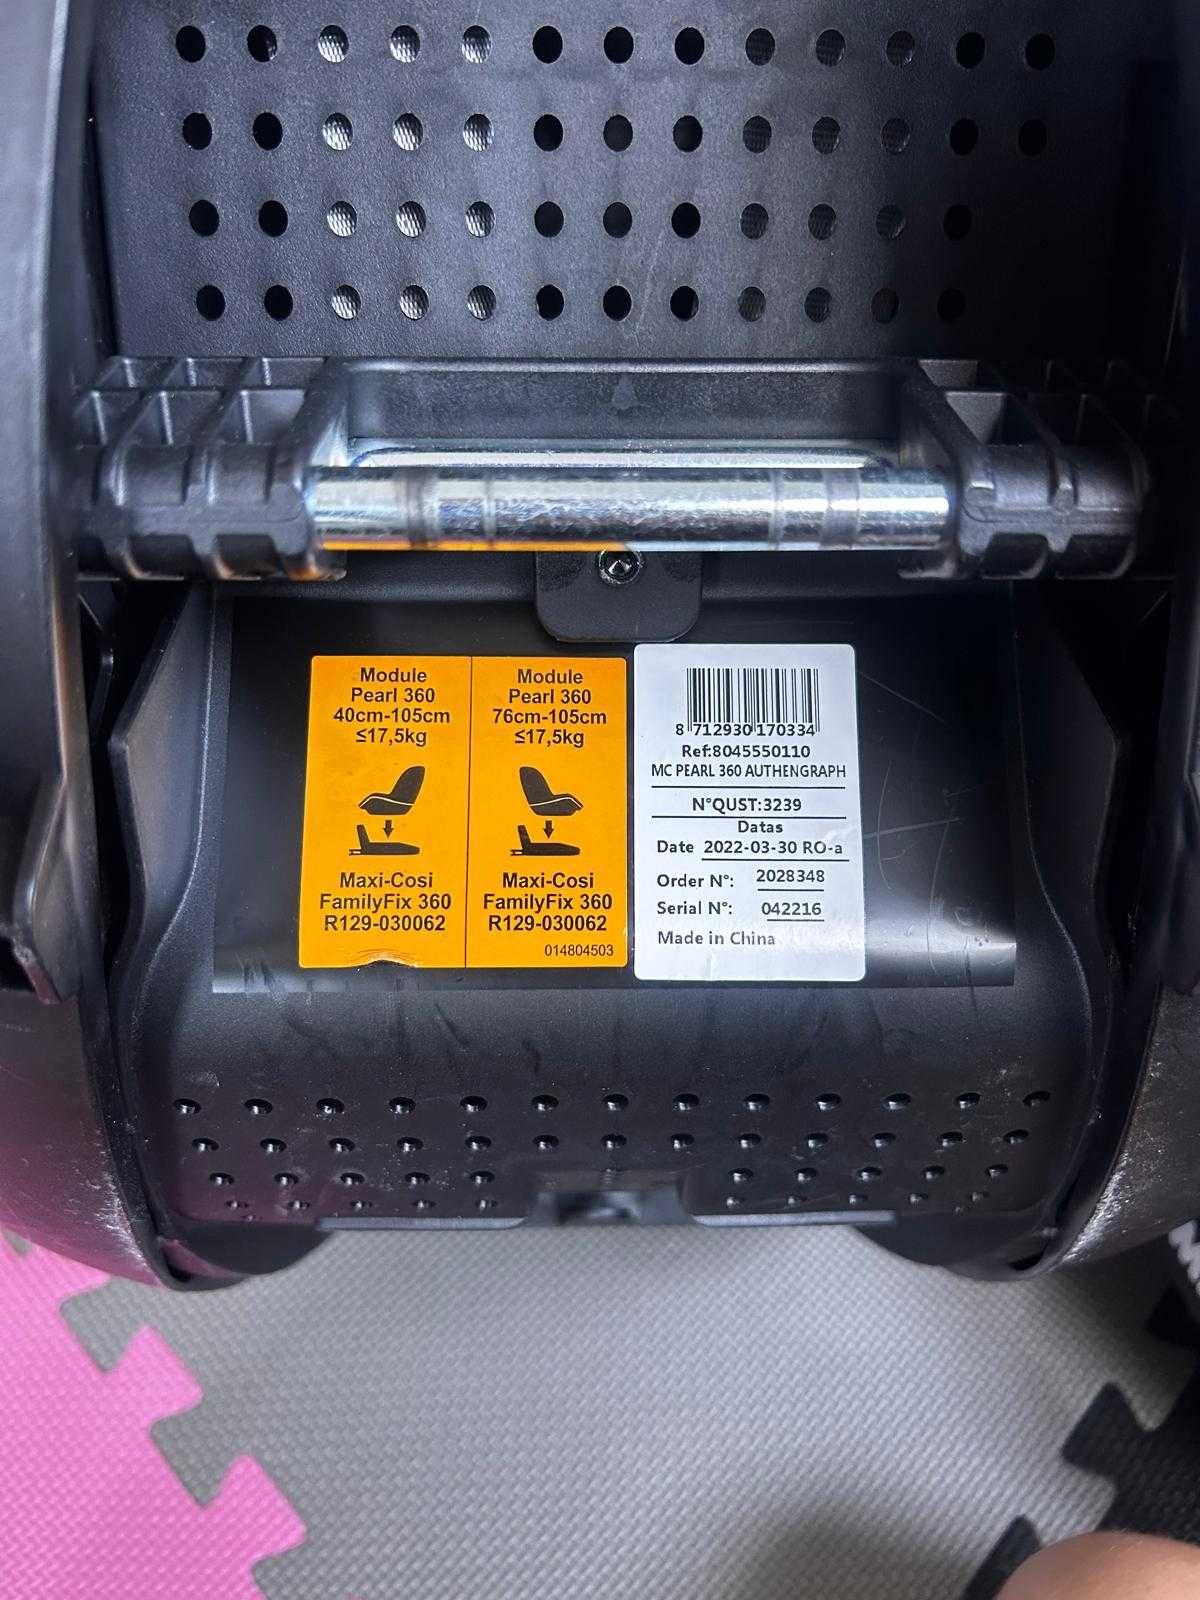 Module
Pearl 360
40cm-105cm
≤17,5kg
Maxi-Cosi
FamilyFix 360
R129-030062
Module
Pearl 360
76cm-105cm
≤17,5kg
Maxi-Cosi
FamilyFix 360
R129-030062
014804503
8 712930 170334
Ref:8045550110
MC PEARL 360 AUTHENGRAPH
N°QUST:3239
Datas
Date 2022-03-30 RO-a
Order N°: 2028348
Serial N°: 042216
Made in China